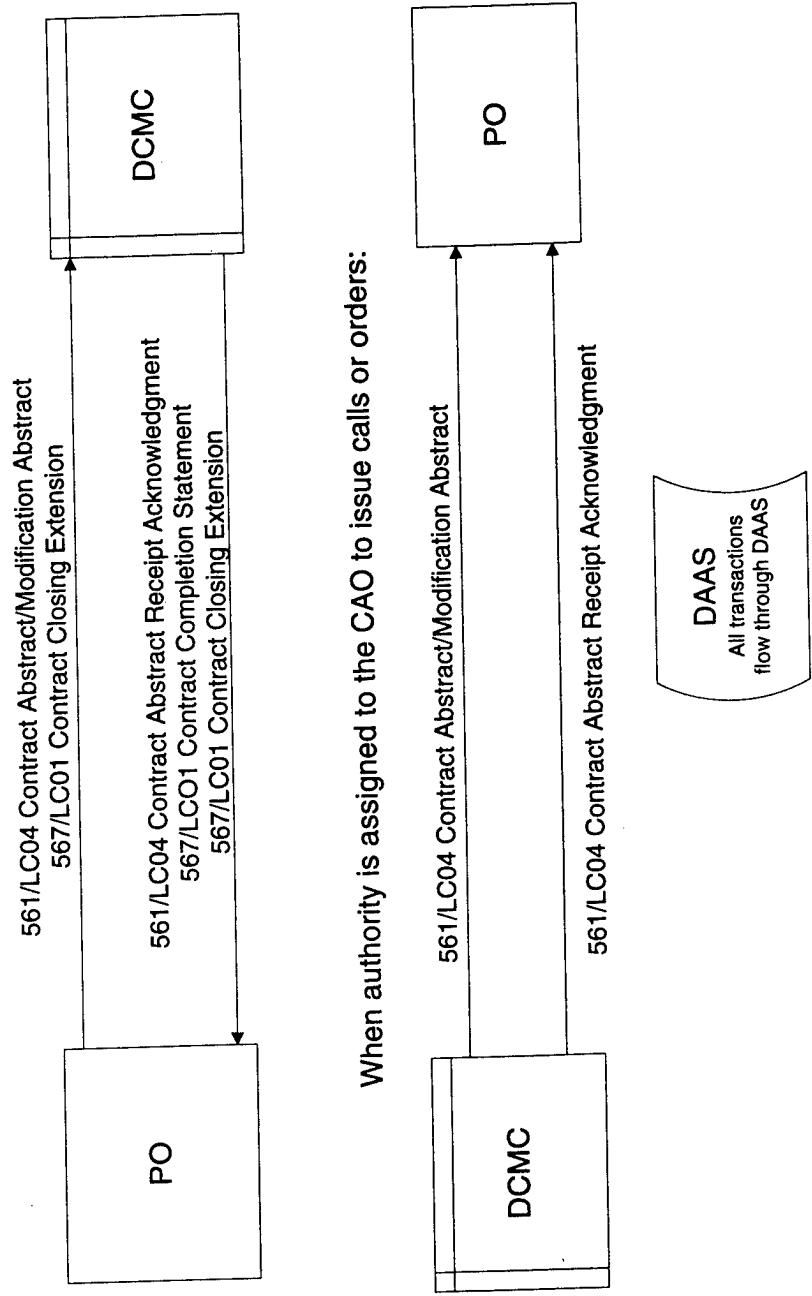 561/LC04 Contract Abstract/Modification Abstract
567/LC01 Contract Closing Extension
PO
DCMC
561/LC04 Contract Abstract Receipt Acknowledgment
567/LCO1 Contract Completion Statement
567/LC01 Contract Closing Extension
When authority is assigned to the CAO to issue calls or orders:
561/LC04 Contract Abstract/Modification Abstract
DCMC
PO
561/LC04 Contract Abstract Receipt Acknowledgment
DAAS
All transactions
flow through DAAS